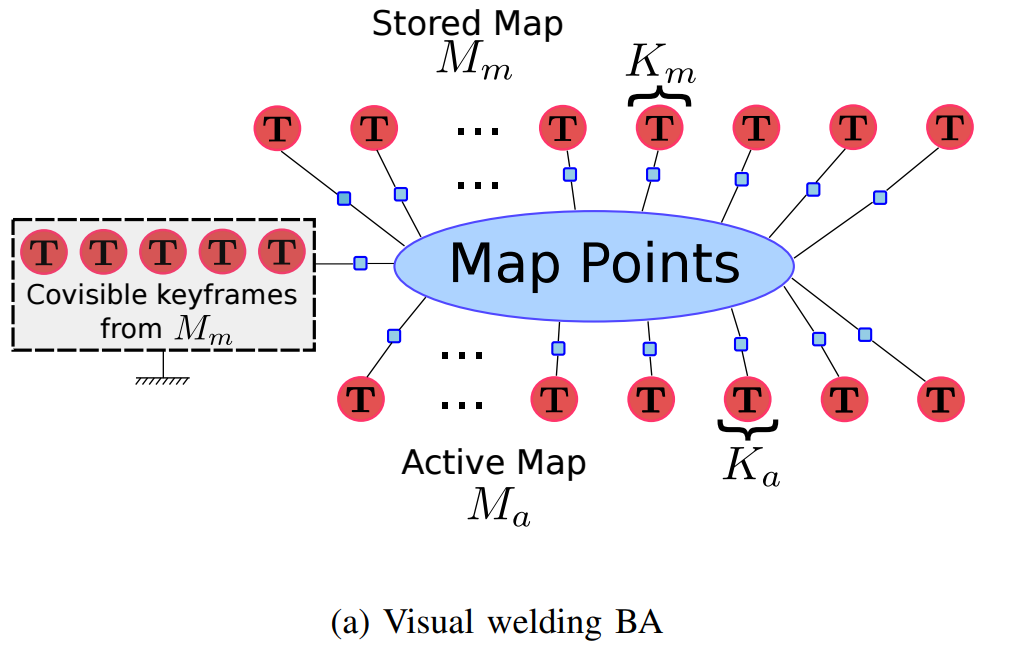 Stored Map
M_m
K_m
T T ... T T T T T
...
T T T T T
Map Points
Covisible keyframes
from M_m
...
T ... T T T T T
K_a
Active Map
M_a
(a) Visual welding BA